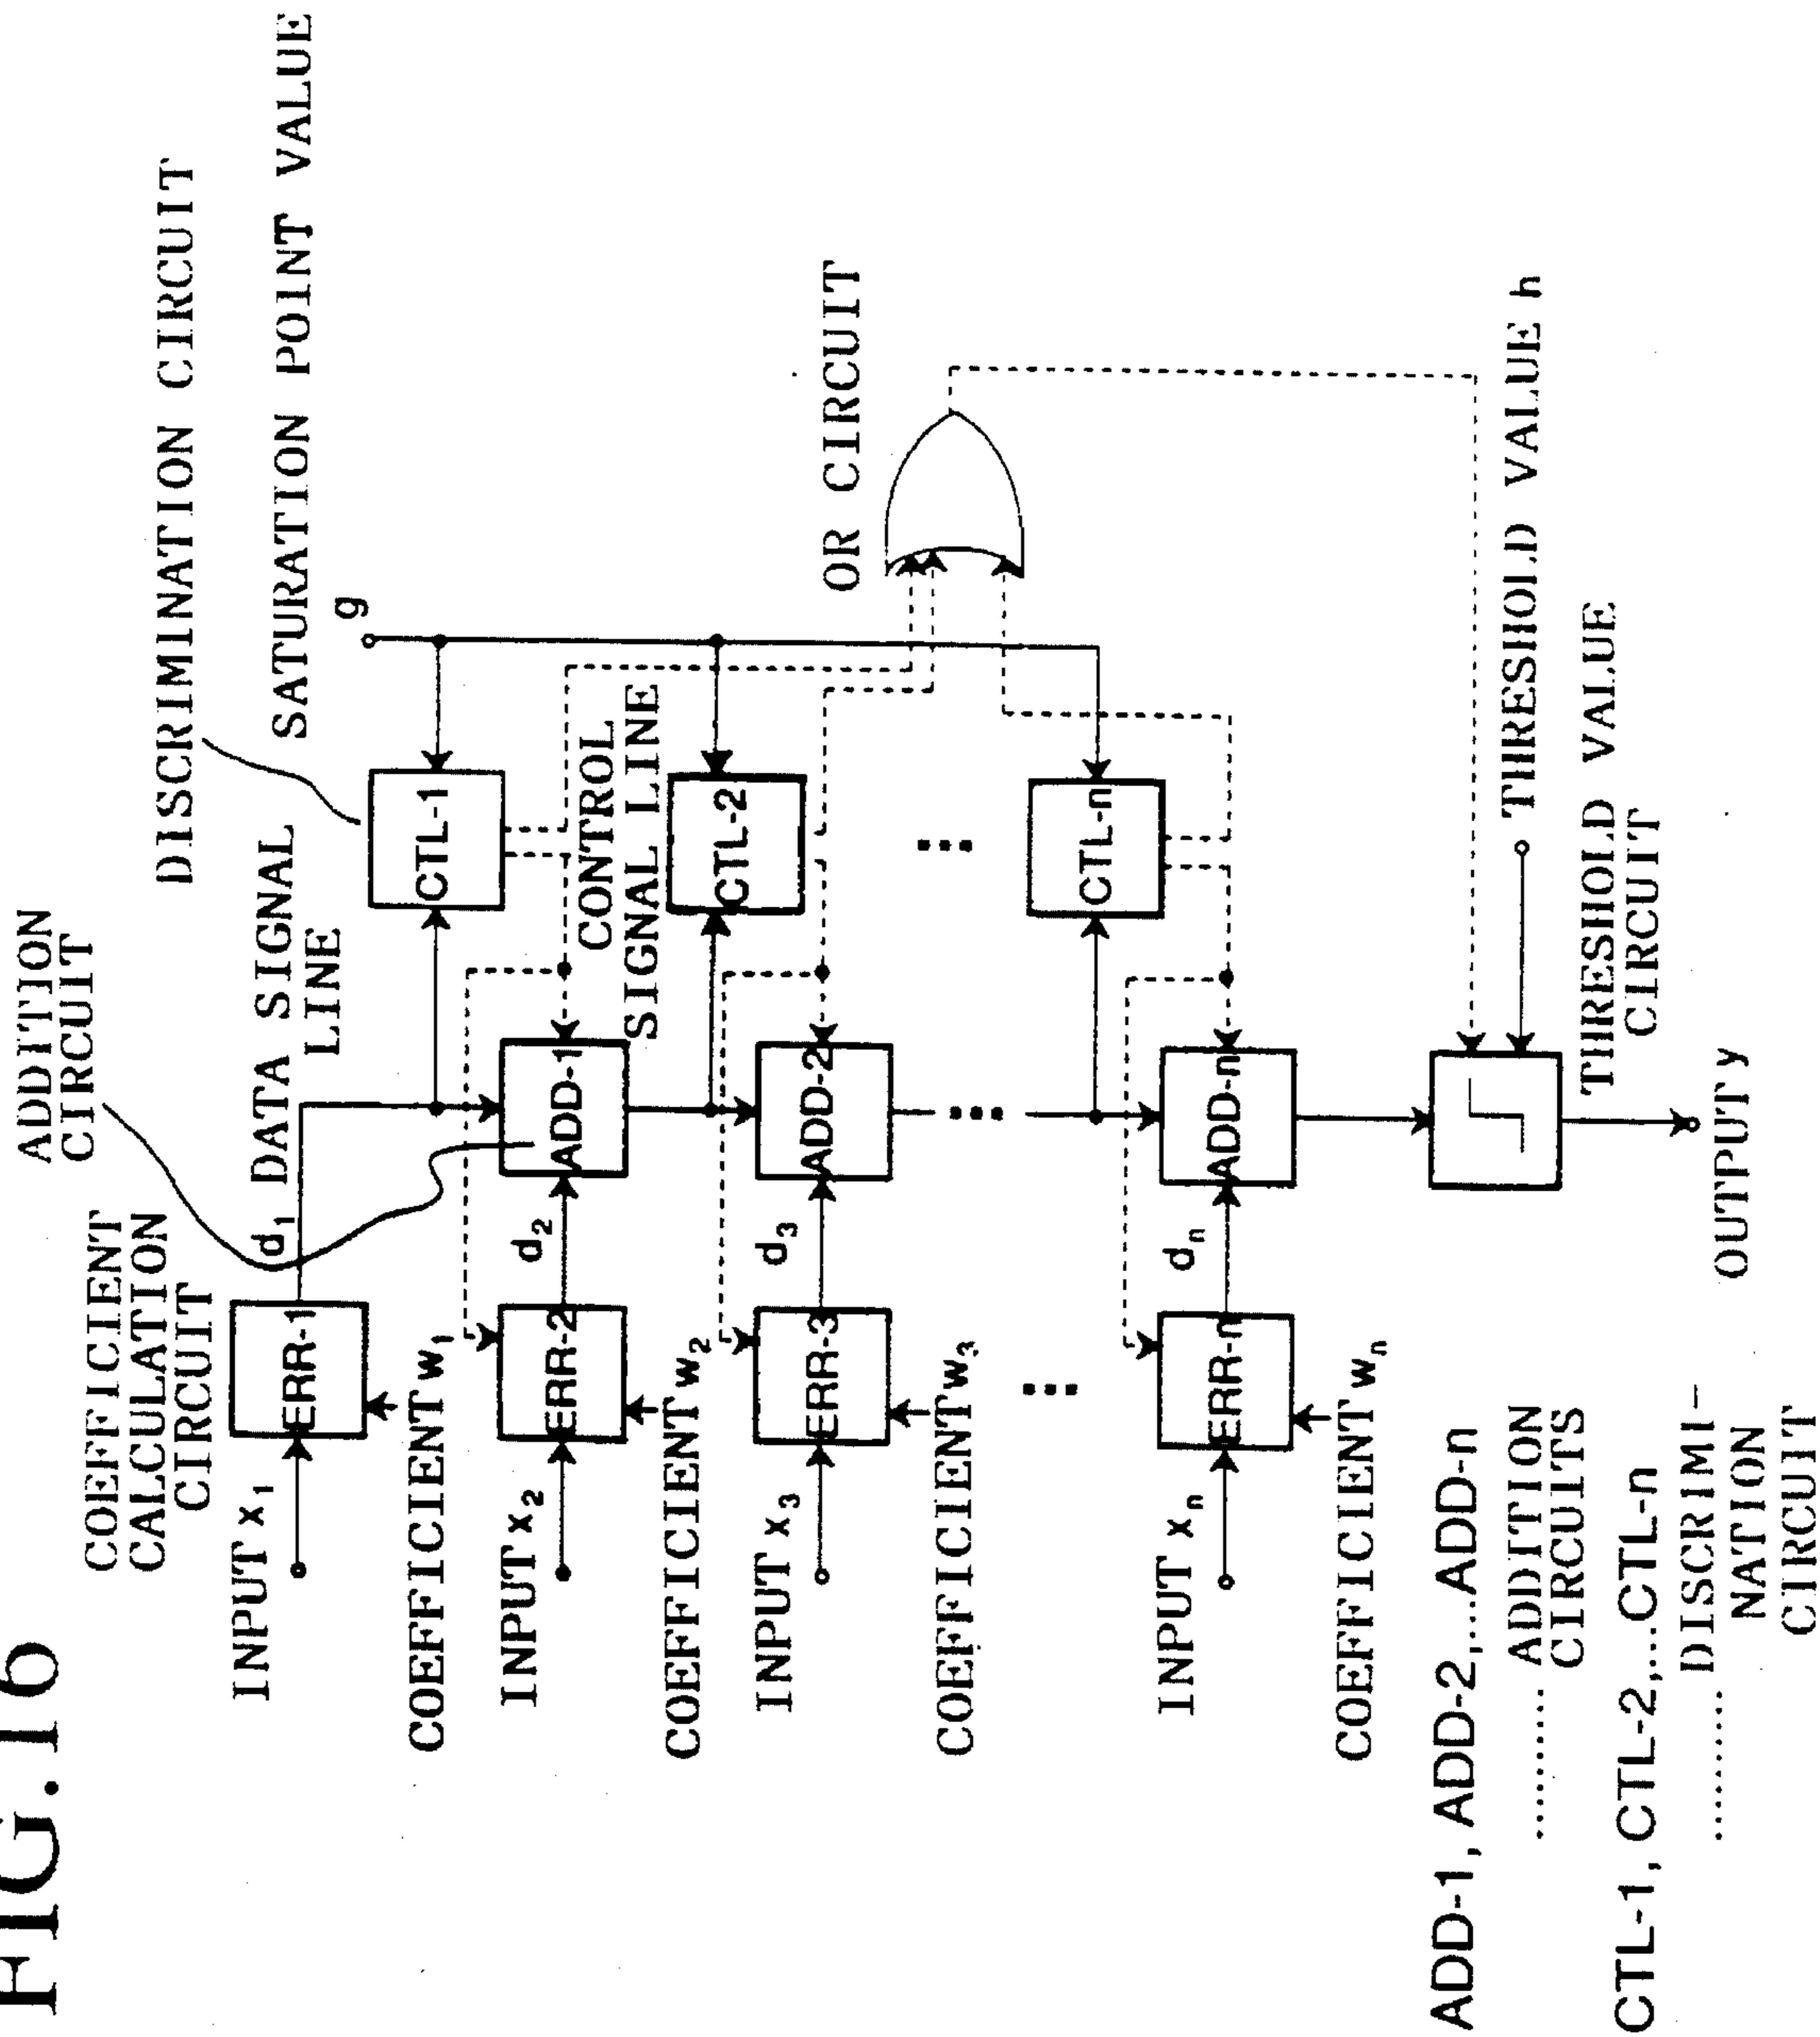 FIG.16
ADDITION
CIRCUIT
COEFFICIENT
CALCULATION
CIRCUIT
DISCRIMINATION CIRCUIT
DATA SIGNAL
LINE
SATURATION POINT VALUE
g
INPUT x1
ERR-1
d1
CTL-1
COEFFICIENT w1
CONTROL
SIGNAL LINE
INPUT x2
ERR-2
d2
ADD-1
CTL-2
COEFFICIENT w2
OR CIRCUIT
INPUT x3
ERR-3
d3
ADD-2
COEFFICIENT w3
CTL-n
INPUT xn
ERR-n
dn
ADD-n
COEFFICIENT wn
THRESHOLD VALUE h
THRESHOLD VALUE
CIRCUIT
OUTPUT y
ADD-1, ADD-2,...ADD-n
......... ADDITION
CIRCUITS
CTL-1, CTL-2,...CTL-n
.......... DISCRIMI-
NATION
CIRCUIT